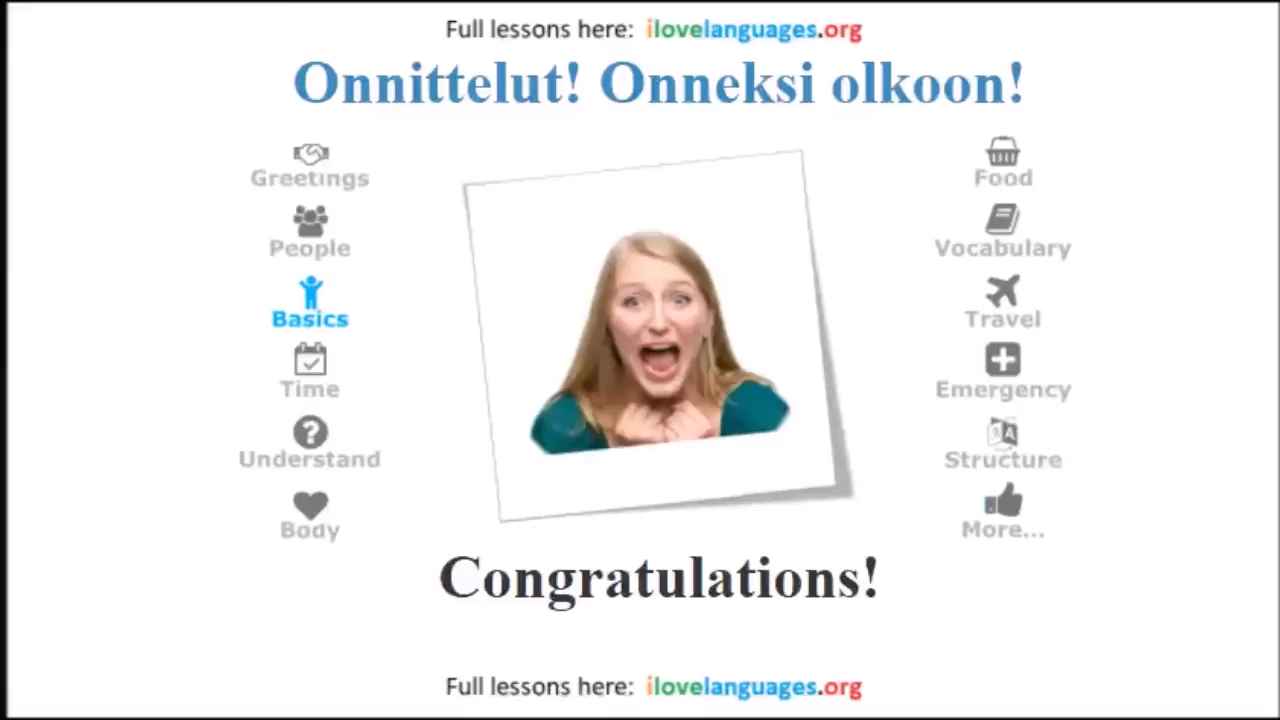 Full lessons here: ilovelanguages.org
Onnittelut! Onneksi olkoon!
Greetings
People
Basics
Time
Understand
Body
Food
Vocabulary
Travel
Emergency
A
Structure
More...
Congratulations!
Full lessons here: ilovelanguages.org